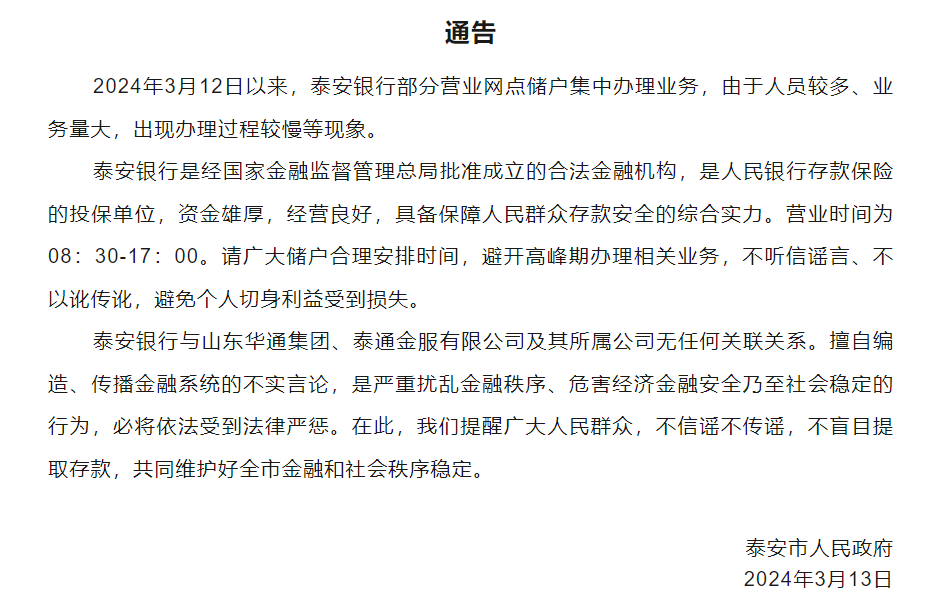 通告
2024年3月12日以来，泰安银行部分营业网点储户集中办理业务，由于人员较多、业
务量大，出现办理过程较慢等现象。
泰安银行是经国家金融监督管理总局批准成立的合法金融机构，是人民银行存款保险
的投保单位，资金雄厚，经营良好，具备保障人民群众存款安全的综合实力。营业时间为
08：30-17：00。请广大储户合理安排时间，避开高峰期办理相关业务，不听信谣言、不
以讹传讹，避免个人切身利益受到损失。
泰安银行与山东华通集团、泰通金服有限公司及其所属公司无任何关联关系。擅自编
造、传播金融系统的不实言论，是严重扰乱金融秩序、危害经济金融安全乃至社会稳定的
行为，必将依法受到法律严惩。在此，我们提醒广大人民群众，不信谣不传谣，不盲目提
取存款，共同维护好全市金融和社会秩序稳定。
泰安市人民政府
2024年3月13日